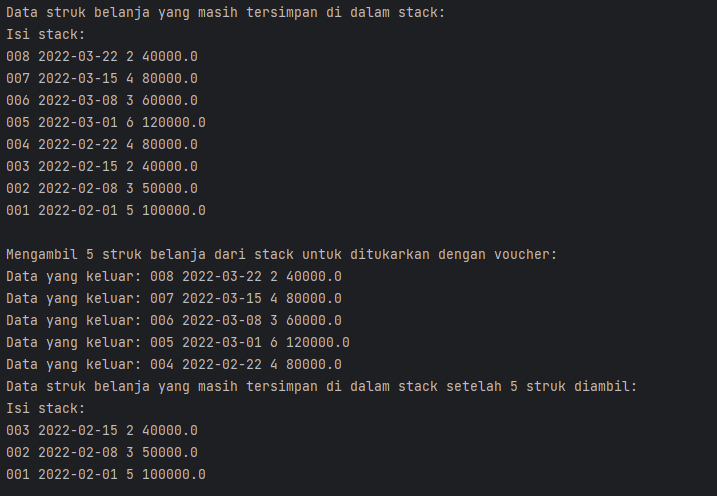 Data struk belanja yang masih tersimpan di dalam stack:
Isi stack:
008 2022-03-22 2 40000.0
007 2022-03-15 4 80000.0
006 2022-03-08 3 60000.0
005 2022-03-01 6 120000.0
004 2022-02-22 4 80000.0
003 2022-02-15 2 40000.0
002 2022-02-08 3 50000.0
001 2022-02-01 5 100000.0

Mengambil 5 struk belanja dari stack untuk ditukarkan dengan voucher:
Data yang keluar: 008 2022-03-22 2 40000.0
Data yang keluar: 007 2022-03-15 4 80000.0
Data yang keluar: 006 2022-03-08 3 60000.0
Data yang keluar: 005 2022-03-01 6 120000.0
Data yang keluar: 004 2022-02-22 4 80000.0
Data struk belanja yang masih tersimpan di dalam stack setelah 5 struk diambil:
Isi stack:
003 2022-02-15 2 40000.0
002 2022-02-08 3 50000.0
001 2022-02-01 5 100000.0